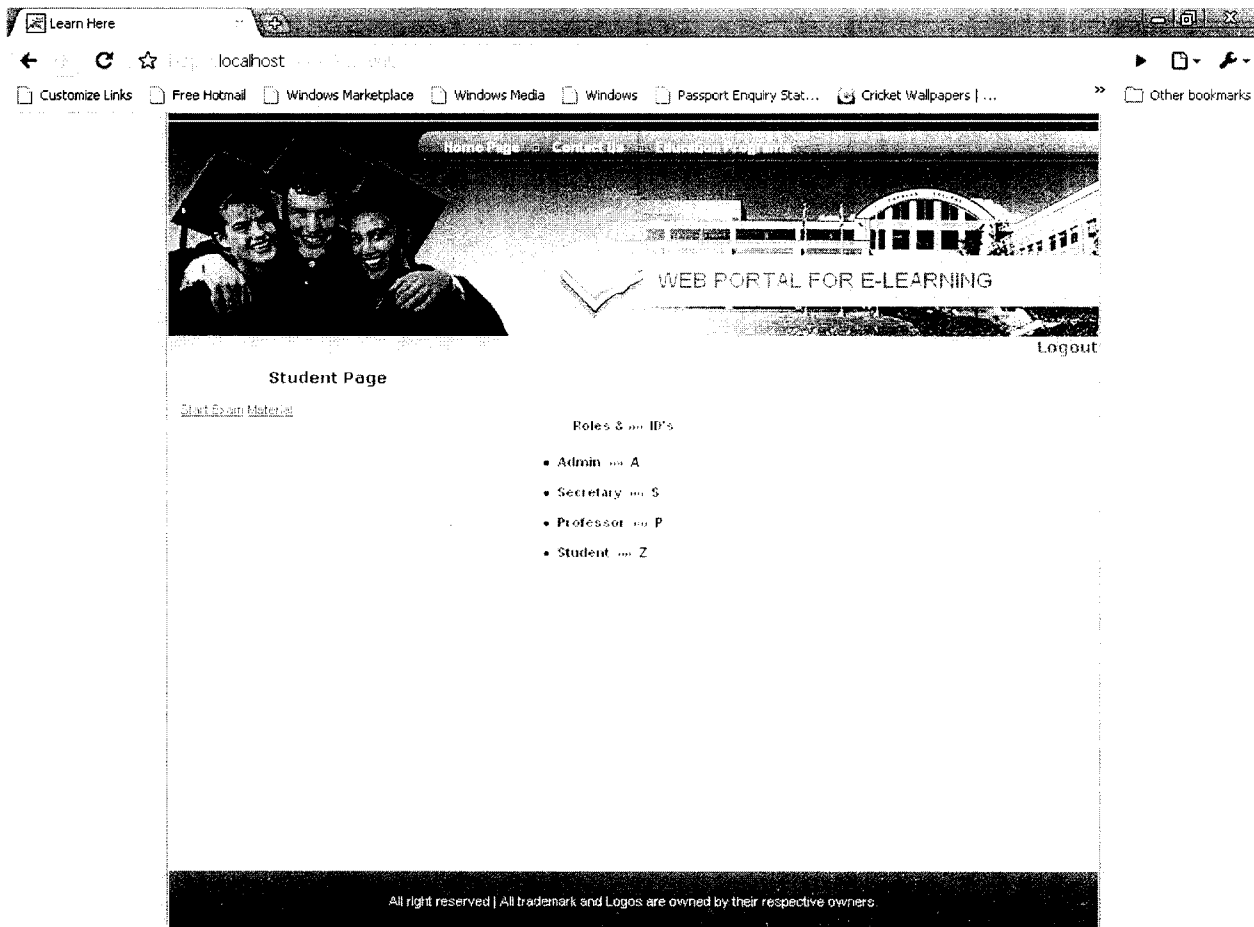 Learn Here
localhost
Customize Links Free Hotmail Windows Marketplace Windows Media Windows Passport Enquiry Stat... Cricket Wallpapers | ... » Other bookmarks
Home Page Contact Us Education Programs
WEB PORTAL FOR E-LEARNING
Logout
Student Page
Start Exam Material
Roles & »» ID's
• Admin »» A
• Secretary »» S
• Professor »» P
• Student »» Z
All right reserved | All trademark and Logos are owned by their respective owners.